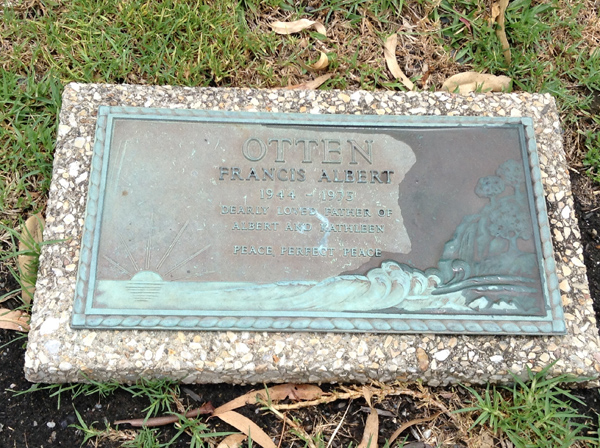 OTTEN
FRANCIS ALBERT
1944 - 1973
DEARLY LOVED FATHER OF
ALBERT AND KATHLEEN
PEACE, PERFECT PEACE